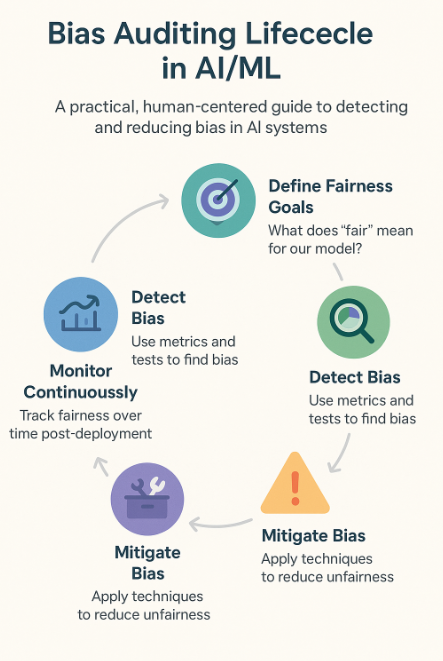 Bias Auditing Lifececle
in AI/ML
A practical, human-centered guide to detecting
and reducing bias in AI systems
Define Fairness
Goals
What does “fair” mean
for our model?
Detect Bias
Use metrics and
tests to find bias
Mitigate Bias
Apply techniques
to reduce unfairness
Mitigate
Bias
Apply techniques
to reduce unfairness
Monitor
Continuously
Track fairness over
time post-deployment
Detect
Bias
Use metrics and
tests to find bias